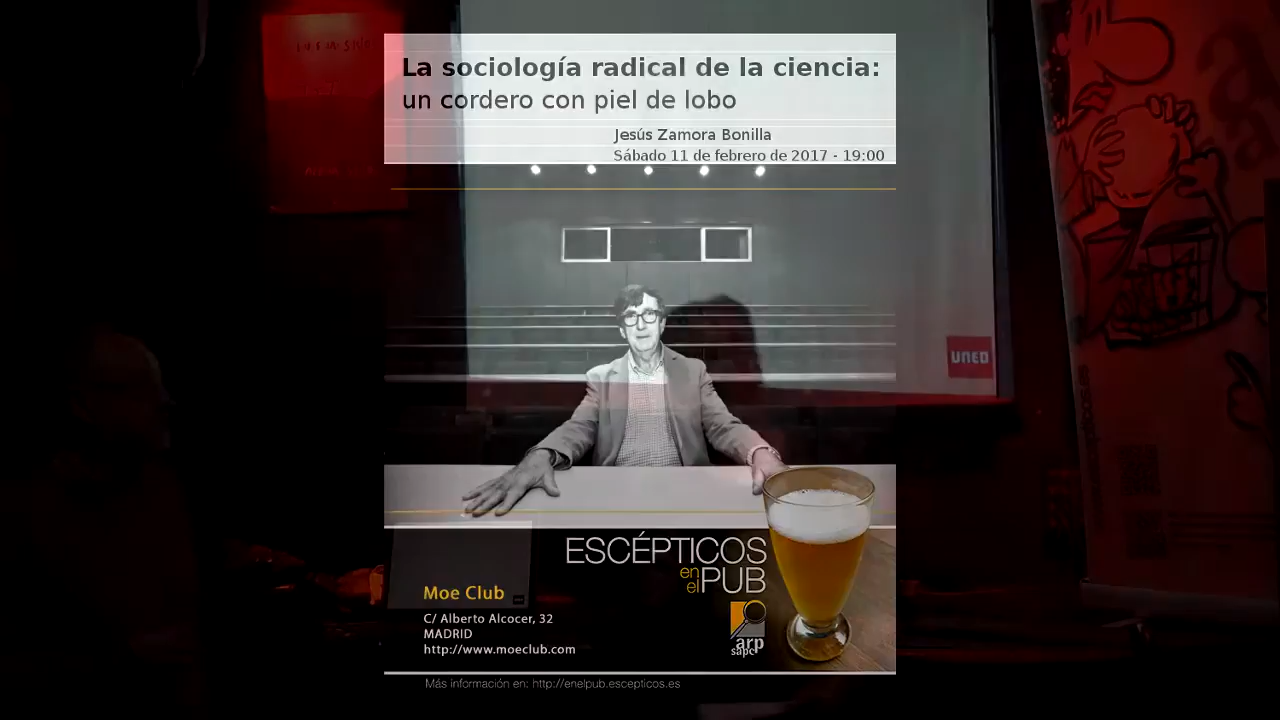 La sociología radical de la ciencia:
un cordero con piel de lobo
Jesús Zamora Bonilla
Sábado 11 de febrero de 2017 - 19:00
UNED
ESCÉPTICOS
en
el PUB
Moe Club
C/ Alberto Alcocer, 32
MADRID
http://www.moeclub.com
arp
sapc
Más información en: http://enelpub.escepticos.es